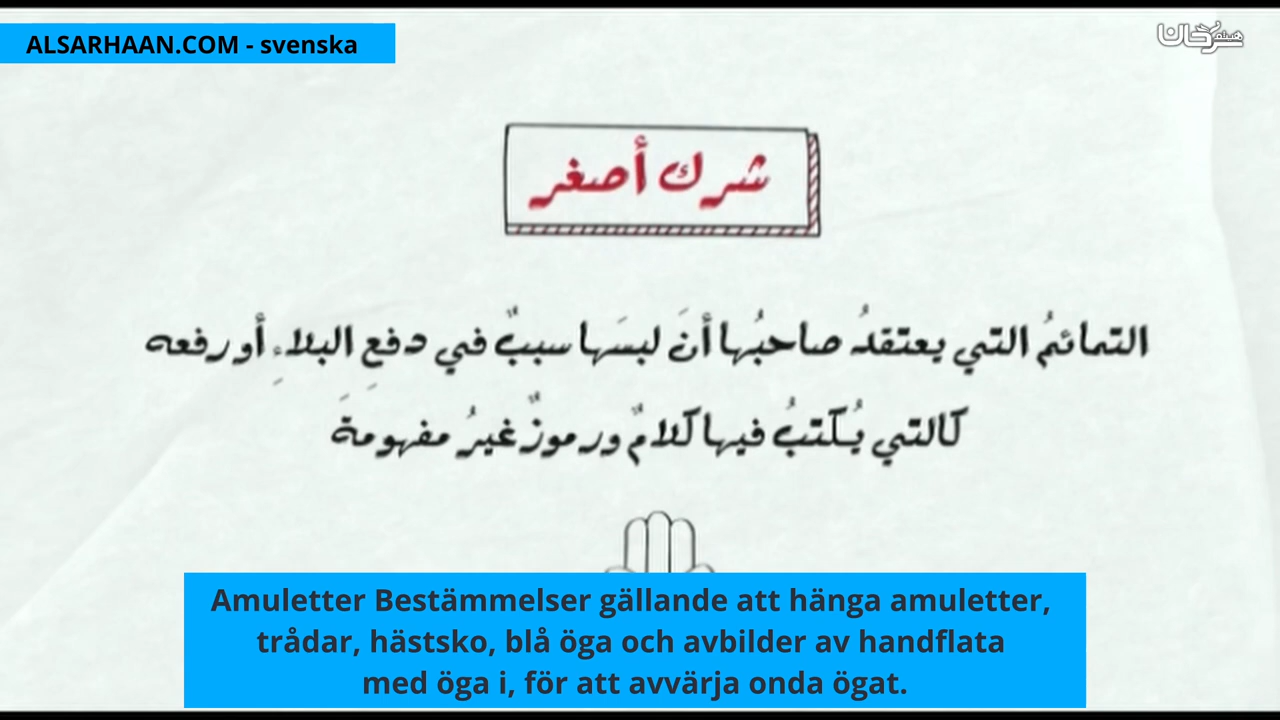 ALSARHAAN.COM - svenska
هيثم سرحان
شرك أصغر
التمائمُ التي يعتقدُ صاحبُها أنَ لبسَها سببٌ في دفعِ البلاءِ أو رفعه
كالتي يُكتبُ فيها كلامٌ ورموزٌ غيرُ مفهومةَ
Amuletter Bestämmelser gällande att hänga amuletter,
trådar, hästsko, blå öga och avbilder av handflata
med öga i, för att avvärja onda ögat.